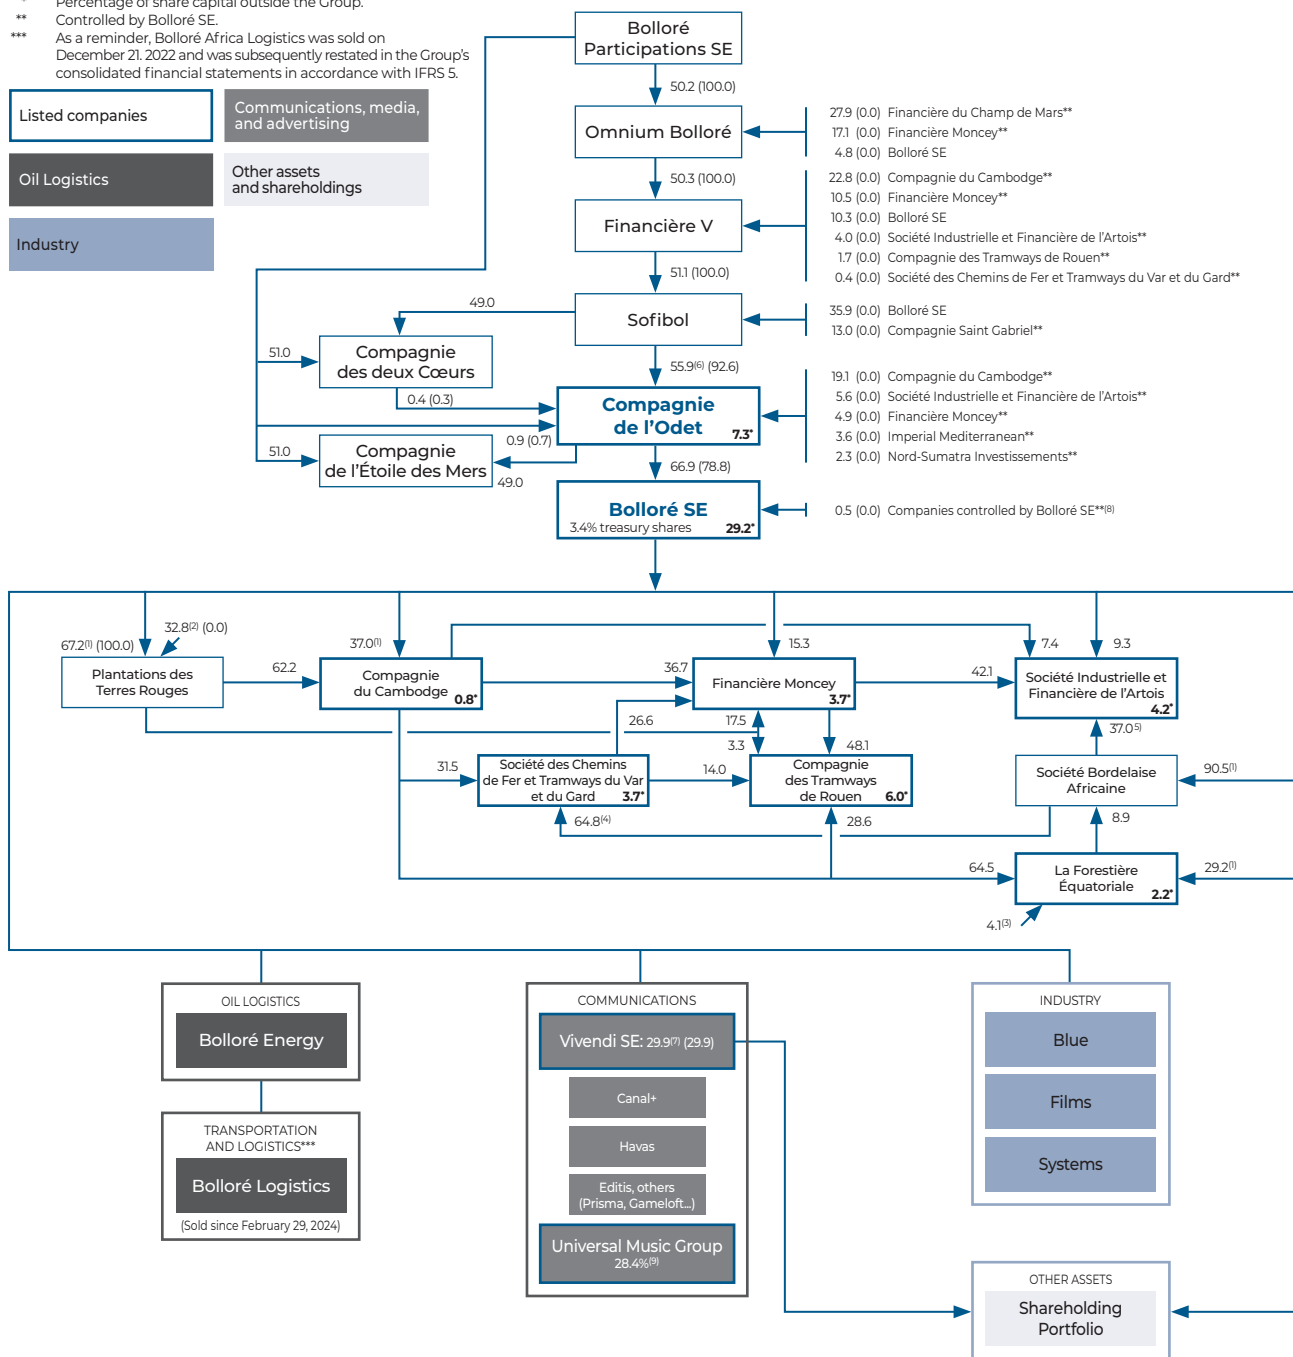 * Percentage of share capital outside the Group.
** Controlled by Bolloré SE.
*** As a reminder, Bolloré Africa Logistics was sold on
December 21. 2022 and was subsequently restated in the Group's
consolidated financial statements in accordance with IFRS 5.
Listed companies
Communications, media,
and advertising
Oil Logistics
Other assets
and shareholdings
Industry
Bolloré
Participations SE
50.2 (100.0)
Omnium Bolloré
27.9 (0.0) Financière du Champ de Mars**
17.1 (0.0) Financière Moncey**
4.8 (0.0) Bolloré SE
50.3 (100.0)
Financière V
22.8 (0.0) Compagnie du Cambodge**
10.5 (0.0) Financière Moncey**
10.3 (0.0) Bolloré SE
4.0 (0.0) Société Industrielle et Financière de l'Artois**
1.7 (0.0) Compagnie des Tramways de Rouen**
0.4 (0.0) Société des Chemins de Fer et Tramways du Var et du Gard**
51.1 (100.0)
49.0
Sofibol
35.9 (0.0) Bolloré SE
13.0 (0.0) Compagnie Saint Gabriel**
51.0
Compagnie
des deux Cœurs
55.9(6) (92.6)
0.4 (0.3)
Compagnie
de l'Odet
7.3*
19.1 (0.0) Compagnie du Cambodge**
5.6 (0.0) Société Industrielle et Financière de l'Artois**
4.9 (0.0) Financière Moncey**
3.6 (0.0) Imperial Mediterranean**
2.3 (0.0) Nord-Sumatra Investissements**
0.9 (0.7)
51.0
Compagnie
de l'Étoile des Mers
49.0
66.9 (78.8)
Bolloré SE
3.4% treasury shares 29.2*
0.5 (0.0) Companies controlled by Bolloré SE**(8)
67.2(1) (100.0)
32.8(2) (0.0)
37.0(1)
15.3
7.4
9.3
Plantations des
Terres Rouges
62.2
Compagnie
du Cambodge
0.8*
36.7
Financière Moncey
3.7*
42.1
Société Industrielle et
Financière de l'Artois
4.2*
26.6
17.5
3.3
48.1
37.0 5)
31.5
Société des Chemins
de Fer et Tramways du Var
et du Gard 3.7*
14.0
Compagnie
des Tramways
de Rouen 6.0*
Société Bordelaise
Africaine
90.5(1)
64.8(4)
28.6
8.9
64.5
La Forestière
Équatoriale
2.2*
29.2(1)
4.1(3)
OIL LOGISTICS
Bolloré Energy
TRANSPORTATION
AND LOGISTICS***
Bolloré Logistics
(Sold since February 29, 2024)
COMMUNICATIONS
Vivendi SE: 29.9(7) (29.9)
Canal+
Havas
Editis, others
(Prisma, Gameloft...)
Universal Music Group
28.4%(9)
INDUSTRY
Blue
Films
Systems
OTHER ASSETS
Shareholding
Portfolio